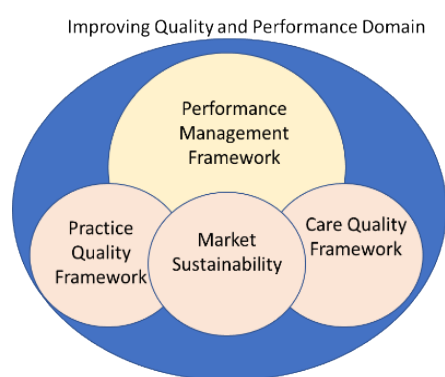 Improving Quality and Performance Domain
Performance
Management
Framework
Practice
Quality
Framework
Market
Sustainability
Care Quality
Framework